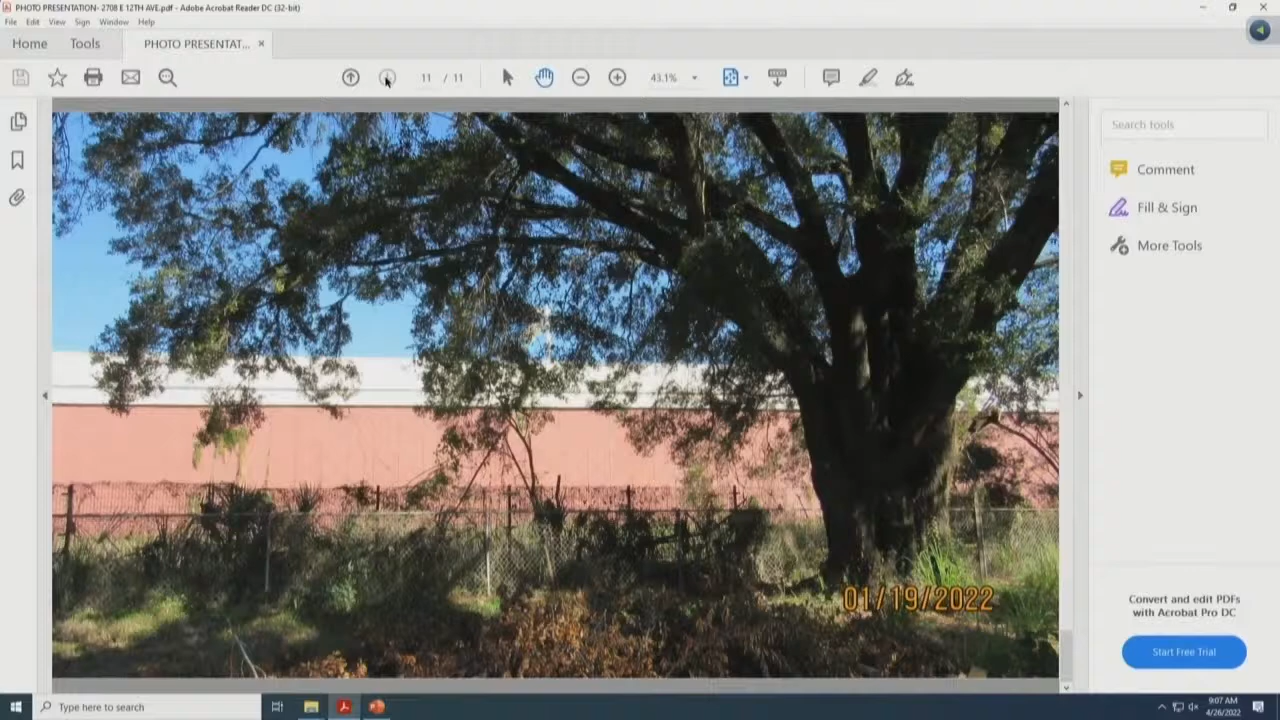 PHOTO PRESENTATION- 2708 E 12TH AVE.pdf - Adobe Acrobat Reader DC (32-bit)
File Edit View Sign Window Help
Home Tools PHOTO PRESENTAT... ×
11 / 11 43.1%
Search tools
Comment
Fill & Sign
More Tools
01/19/2022
Convert and edit PDFs
with Acrobat Pro DC
Start Free Trial
Type here to search
9:07 AM
4/26/2022